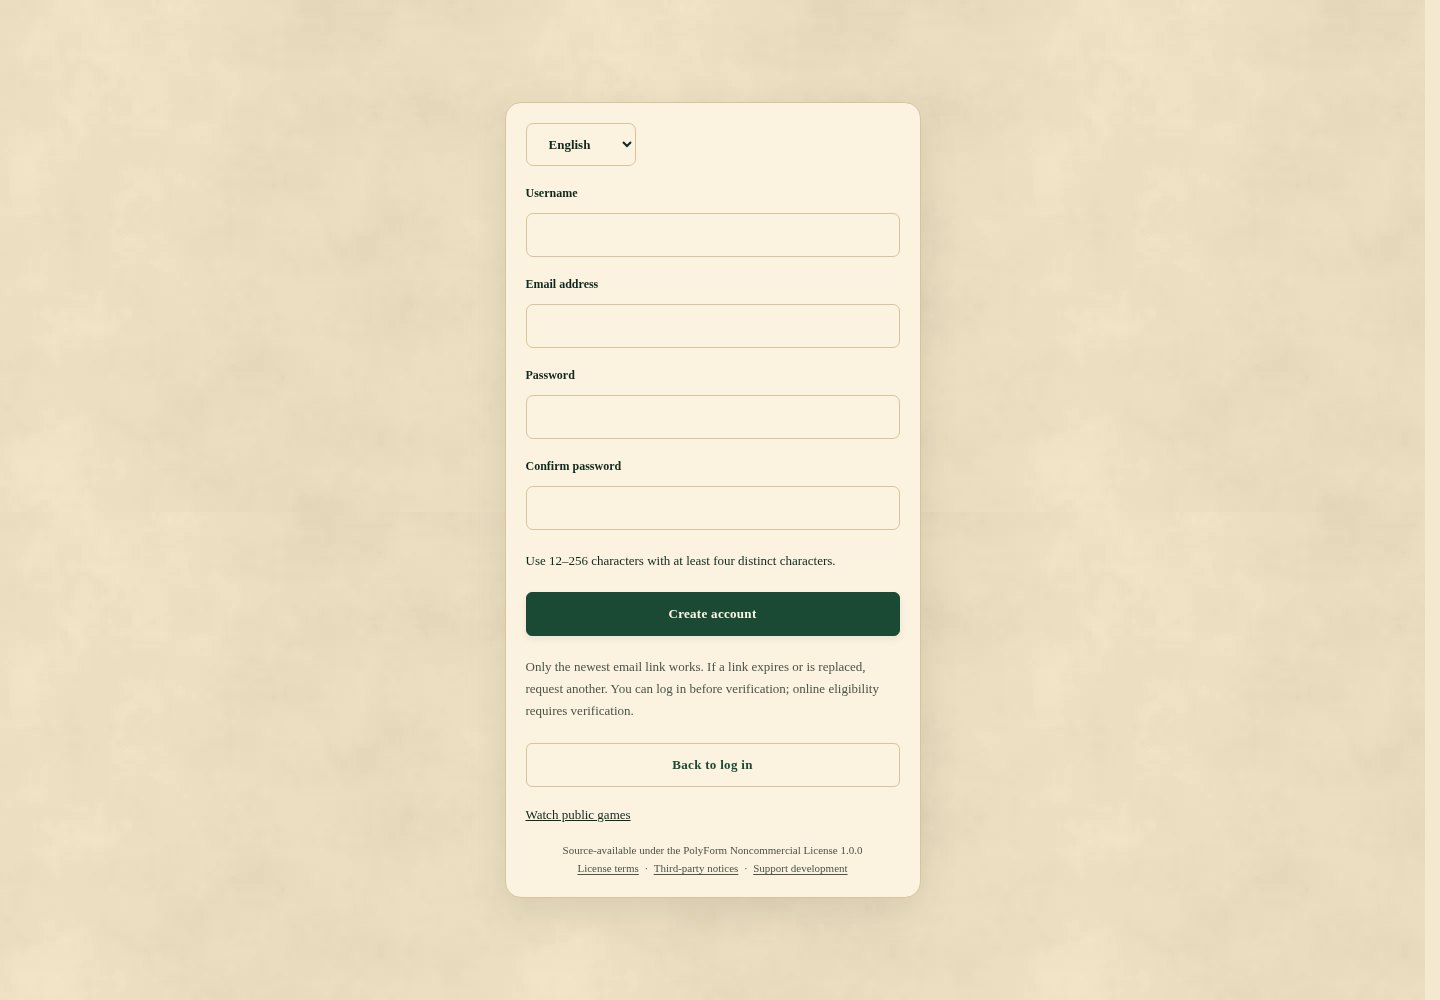 English
Username
Email address
Password
Confirm password
Use 12–256 characters with at least four distinct characters.
Create account
Only the newest email link works. If a link expires or is replaced,
request another. You can log in before verification; online eligibility
requires verification.
Back to log in
Watch public games
Source-available under the PolyForm Noncommercial License 1.0.0
License terms · Third-party notices · Support development